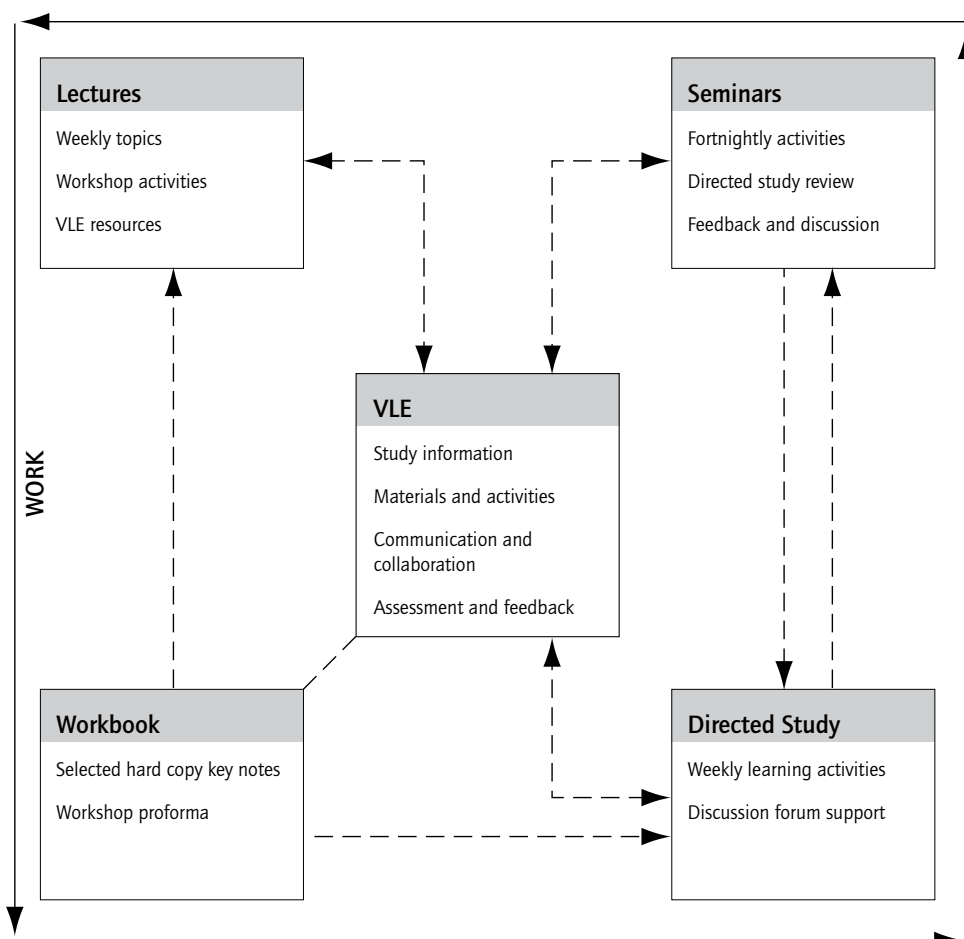 Lectures
Weekly topics
Workshop activities
VLE resources
Seminars
Fortnightly activities
Directed study review
Feedback and discussion
WORK
VLE
Study information
Materials and activities
Communication and
collaboration
Assessment and feedback
Workbook
Selected hard copy key notes
Workshop proforma
Directed Study
Weekly learning activities
Discussion forum support